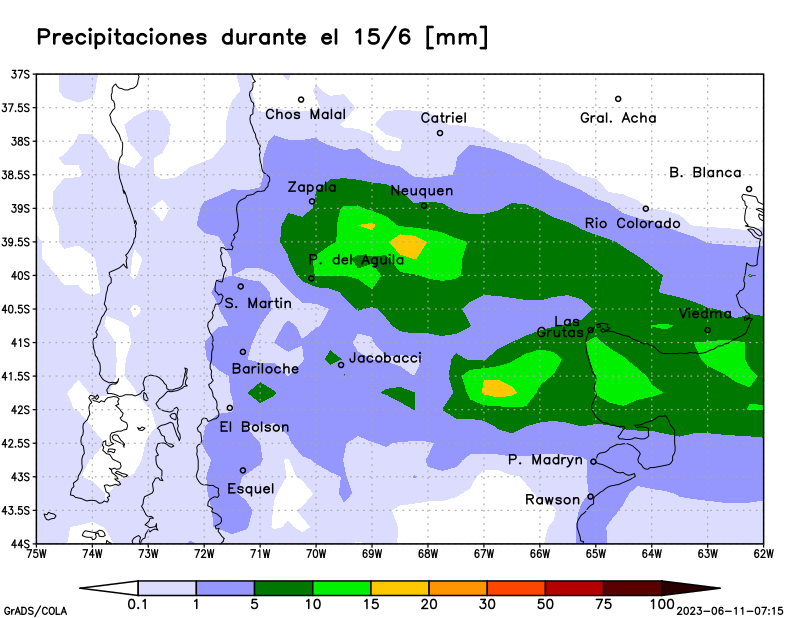 Precipitaciones durante el 15/6 [mm]
37S
37.5S
38S
38.5S
39S
39.5S
40S
40.5S
41S
41.5S
42S
42.5S
43S
43.5S
44S
Chos Malal
Catriel
Gral. Acha
B. Blanca
Zapala
Neuquen
Rio Colorado
P. del Aguila
S. Martin
Las
Grutas
Viedma
Jacobacci
Bariloche
El Bolson
P. Madryn
Esquel
Rawson
75W 74W 73W 72W 71W 70W 69W 68W 67W 66W 65W 64W 63W 62W
0.1 1 5 10 15 20 30 50 75 100
GrADS/COLA
2023-06-11-07:15